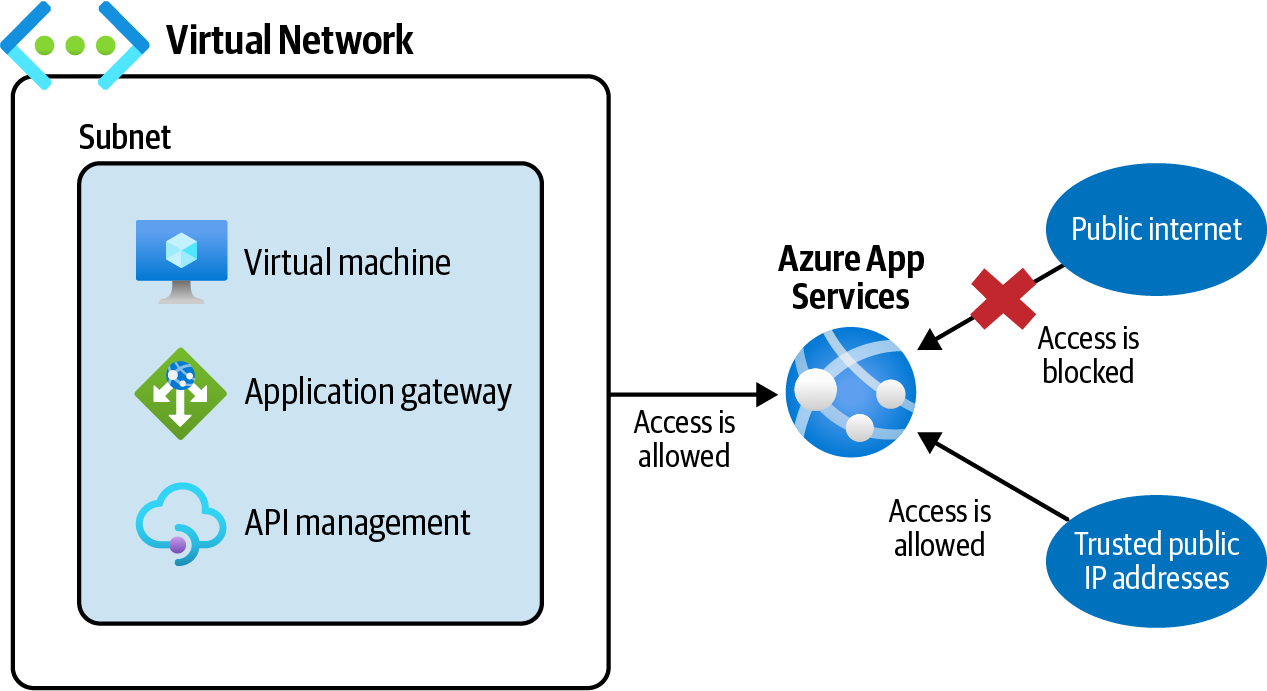 Virtual Network
Subnet
Virtual machine
Application gateway
API management
Access is
allowed
Azure App
Services
Public internet
Access is
blocked
Access is
allowed
Trusted public
IP addresses